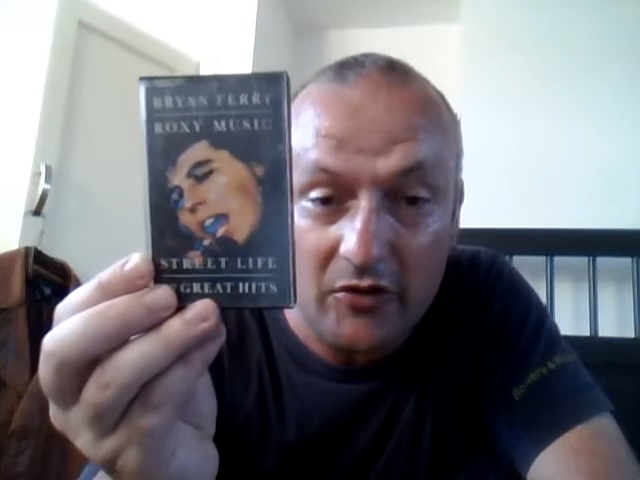 BRYAN FERRY
ROXY MUSIC
STREET LIFE
GREAT HITS